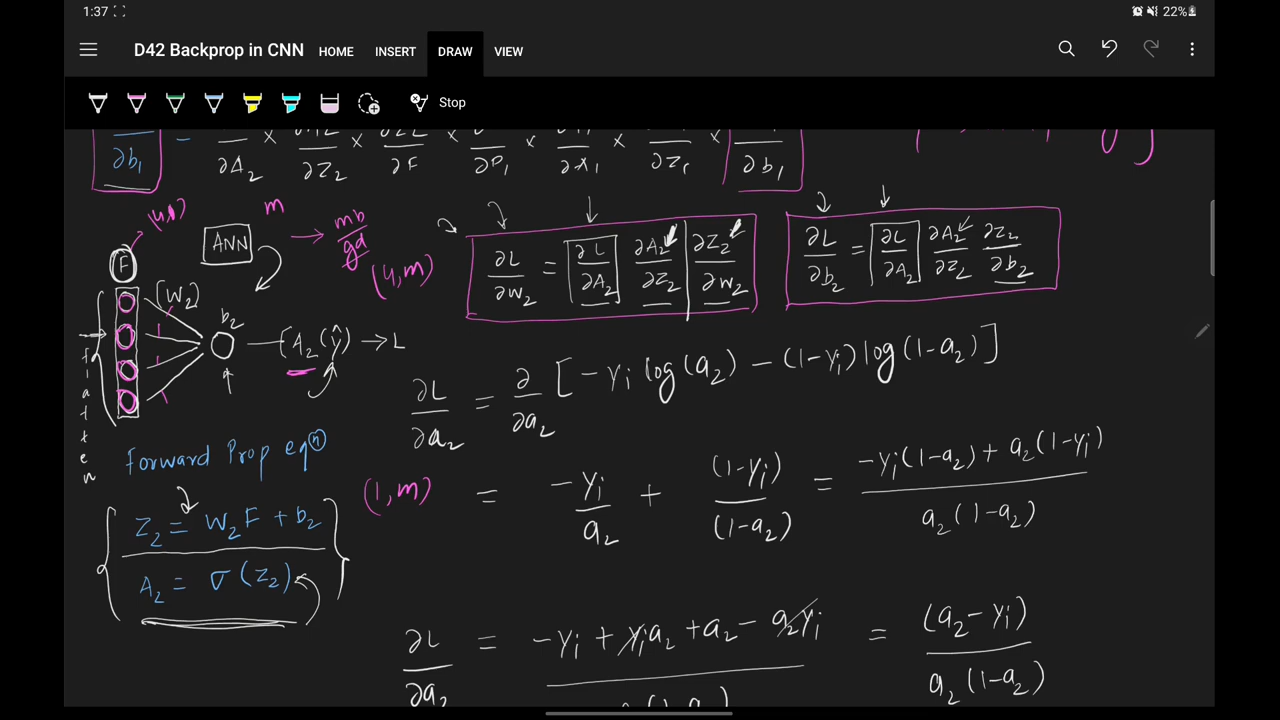 1:37 22%
D42 Backprop in CNN HOME INSERT DRAW VIEW
Stop
∂b₁ = ∂A₂ × ∂Z₂ × ∂F × ∂P₁ × ∂A₁ × ∂Z₁ × ∂b₁
m
ANN → mb/gd
(4,m)
F
[W₂]
b₂
[A₂(ŷ) → L
flatten
∂L/∂W₂ = ∂L/∂A₂ ∂A₂/∂Z₂ ∂Z₂/∂W₂
∂L/∂b₂ = ∂L/∂A₂ ∂A₂/∂Z₂ ∂Z₂/∂b₂
∂L/∂a₂ = ∂/∂a₂ [-yᵢ log(a₂) - (1-yᵢ) log(1-a₂)]
Forward Prop eqⁿ
Z₂ = W₂F + b₂
A₂ = σ(Z₂)
(1,m) = -yᵢ/a₂ + (1-yᵢ)/(1-a₂) = -yᵢ(1-a₂) + a₂(1-yᵢ)/a₂(1-a₂)
∂L/∂a₂ = -yᵢ + yᵢa₂ + a₂ - a₂yᵢ = (a₂-yᵢ)/a₂(1-a₂)